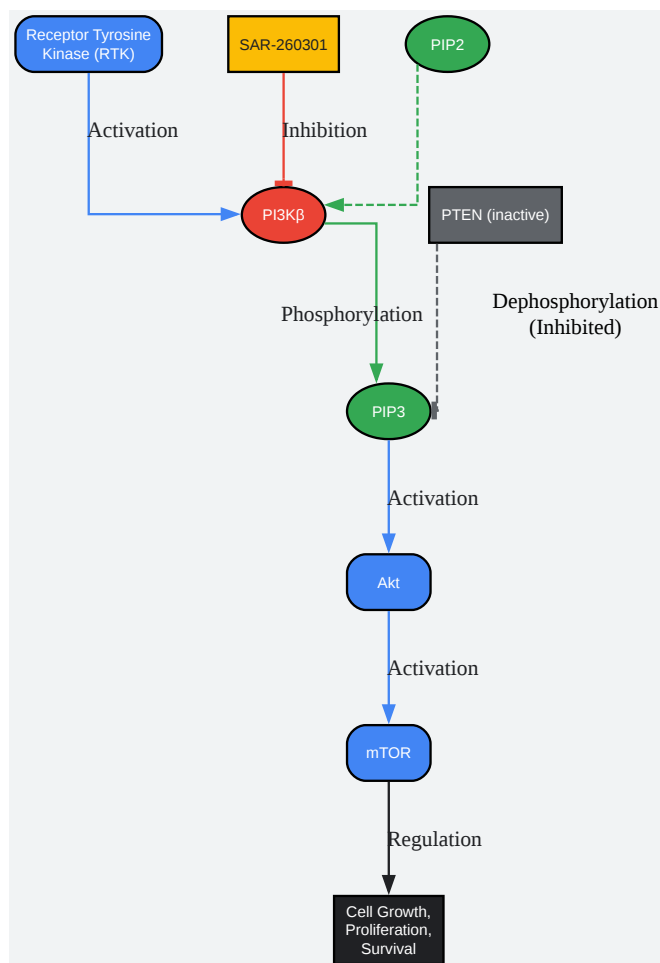 Receptor Tyrosine
Kinase (RTK)
SAR-260301
PIP2
Activation
Inhibition
PI3Kβ
PTEN (inactive)
Dephosphorylation
(Inhibited)
Phosphorylation
PIP3
Activation
Akt
Activation
mTOR
Regulation
Cell Growth,
Proliferation,
Survival